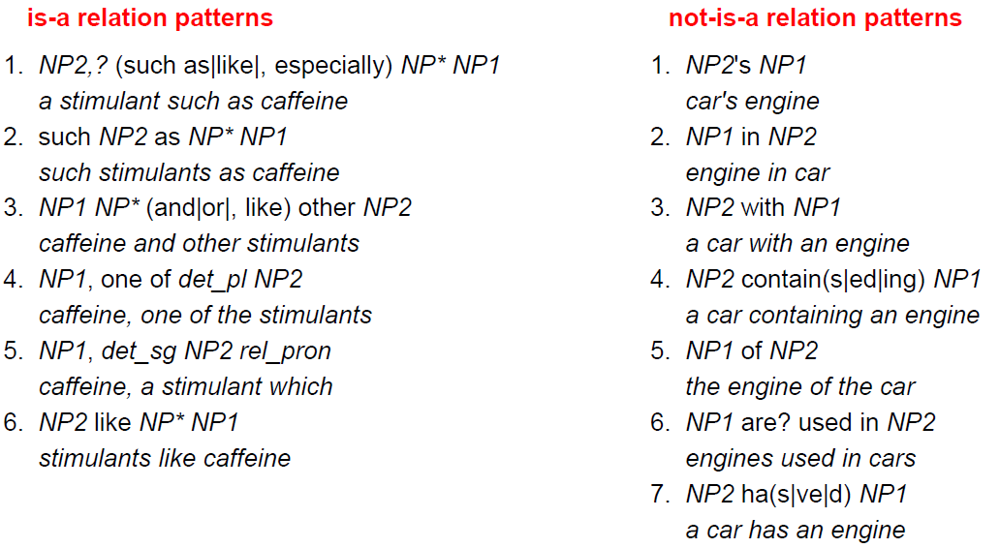 is-a relation patterns
1. NP2,? (such as|like|, especially) NP* NP1
a stimulant such as caffeine
2. such NP2 as NP* NP1
such stimulants as caffeine
3. NP1 NP* (and|or|, like) other NP2
caffeine and other stimulants
4. NP1, one of det_pl NP2
caffeine, one of the stimulants
5. NP1, det_sg NP2 rel_pron
caffeine, a stimulant which
6. NP2 like NP* NP1
stimulants like caffeine
not-is-a relation patterns
1. NP2's NP1
car's engine
2. NP1 in NP2
engine in car
3. NP2 with NP1
a car with an engine
4. NP2 contain(s|ed|ing) NP1
a car containing an engine
5. NP1 of NP2
the engine of the car
6. NP1 are? used in NP2
engines used in cars
7. NP2 ha(s|ve|d) NP1
a car has an engine